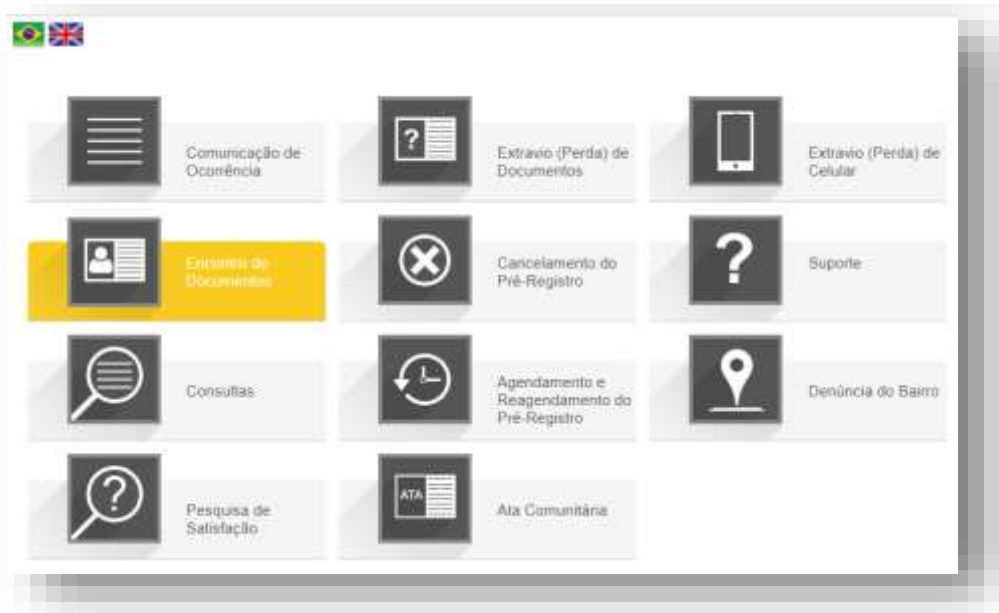 Comunicação de
Ocorrência
?
Extravio (Perda) de
Documentos
Extravio (Perda) de
Celular
Encontro de
Documentos
Cancelamento do
Pré-Registro
?
Suporte
Consultas
Agendamento e
Reagendamento do
Pré-Registro
Denúncia do Bairro
?
Pesquisa de
Satisfação
ATA
Ata Comunitária